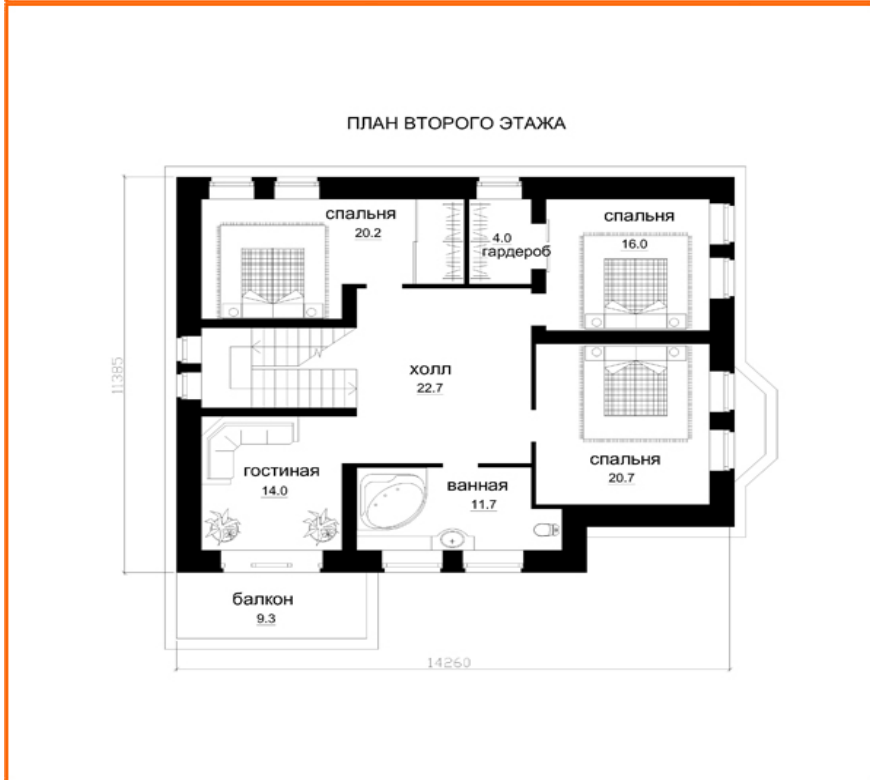 ПЛАН ВТОРОГО ЭТАЖА
спальня
20.2
4.0
гардероб
спальня
16.0
11385
холл
22.7
спальня
20.7
гостиная
14.0
ванная
11.7
балкон
9.3
14260